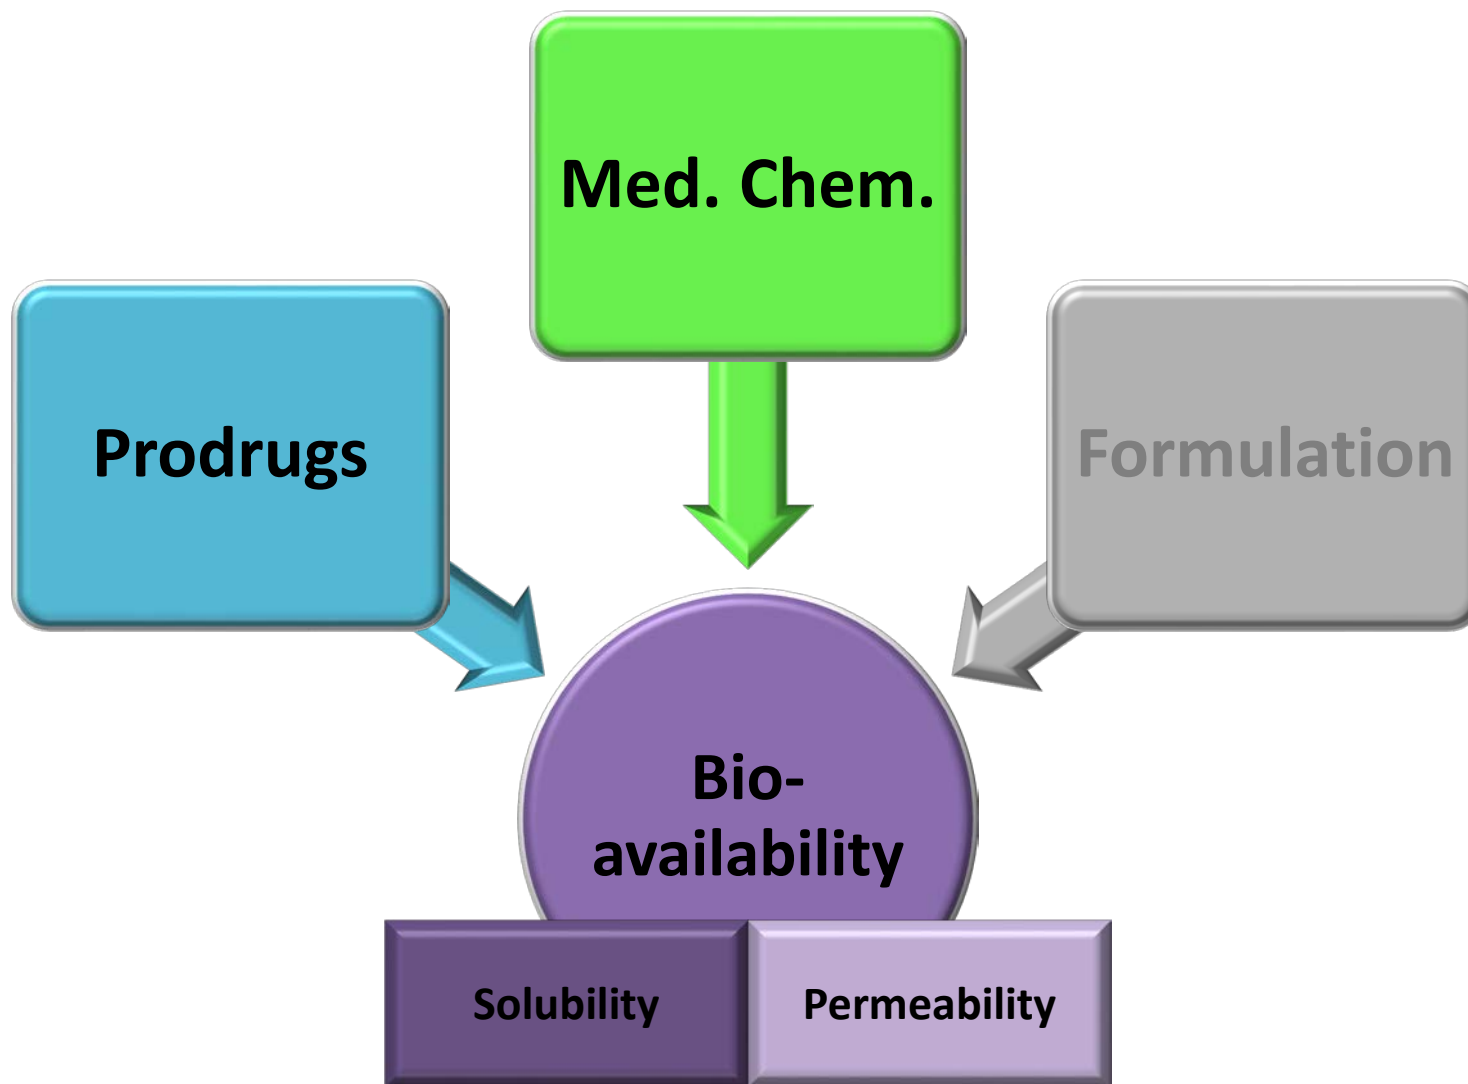 Med. Chem.
Prodrugs
Formulation
Bio-
availability
Solubility
Permeability